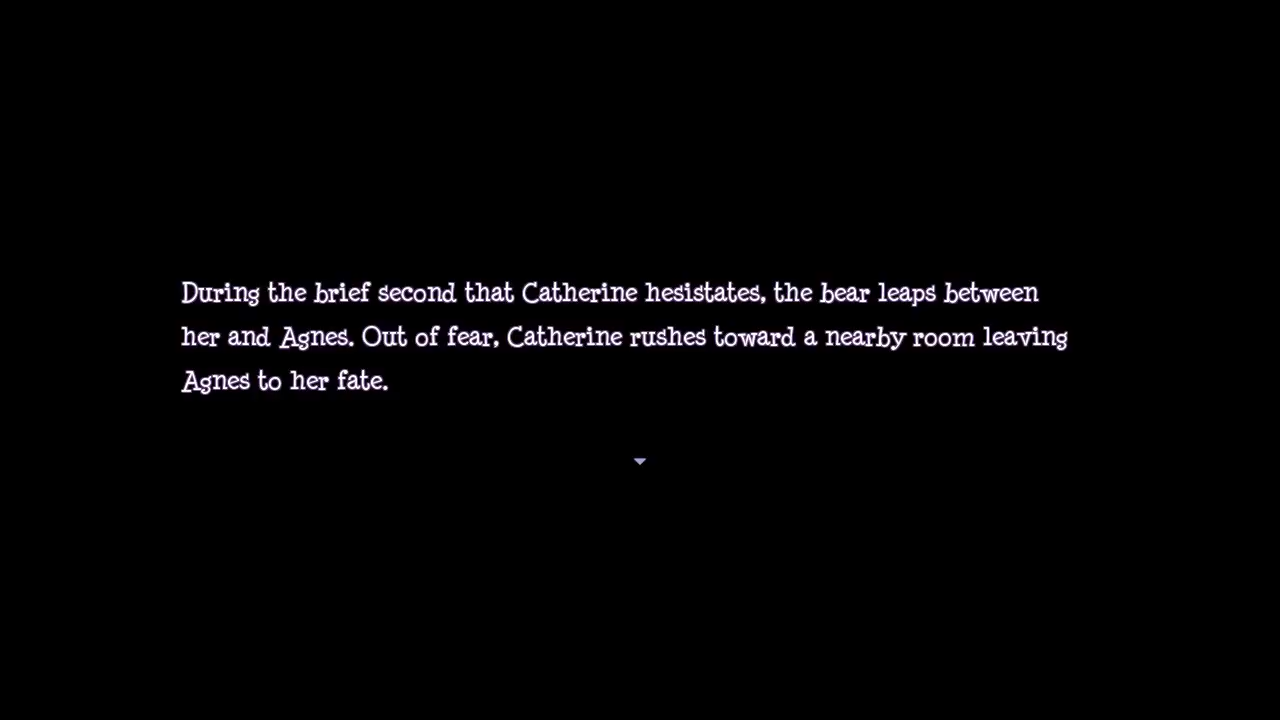 During the brief second that Catherine hesistates, the bear leaps between
her and Agnes. Out of fear, Catherine rushes toward a nearby room leaving
Agnes to her fate.